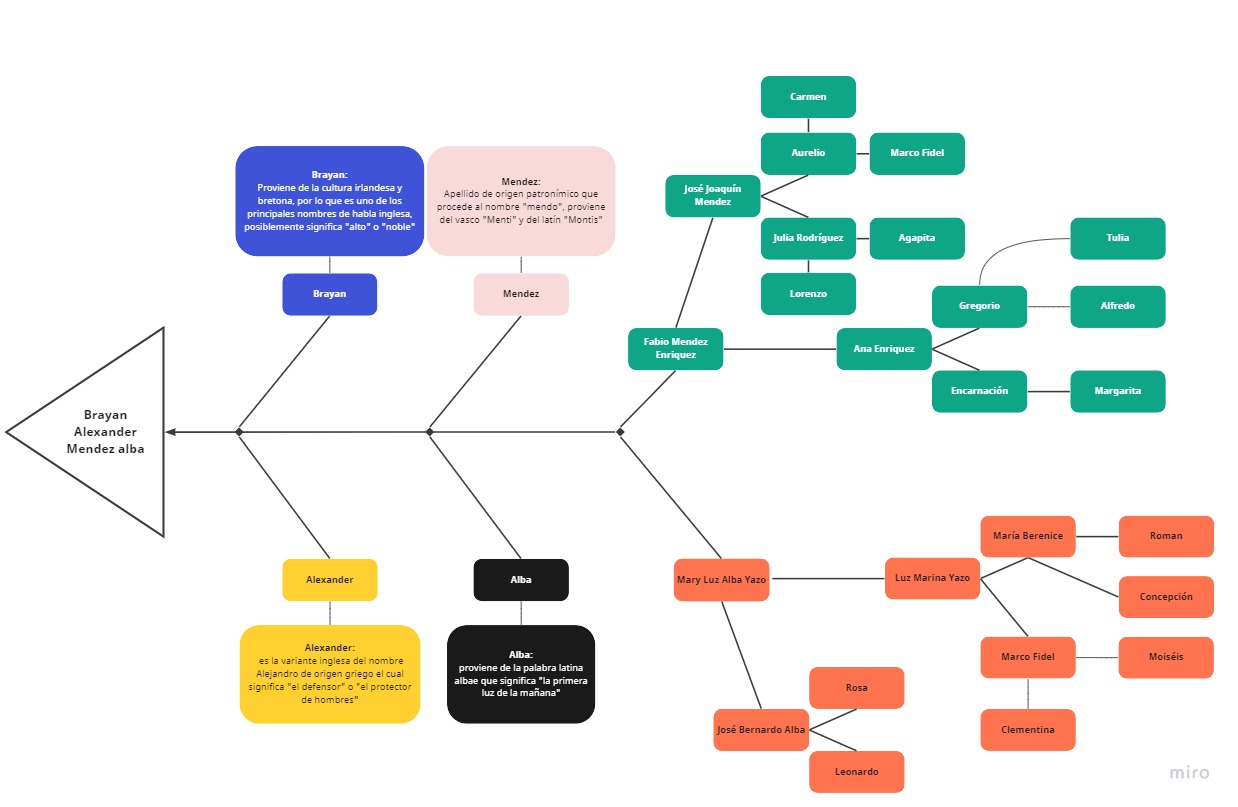 Carmen
Aurelio
Marco Fidel
José Joaquín
Mendez
Julia Rodríguez
Agapita
Lorenzo
Tulia
Gregorio
Alfredo
Fabio Mendez
Enriquez
Ana Enriquez
Encarnación
Margarita
Brayan:
Proviene de la cultura irlandesa y
bretona, por lo que es uno de los
principales nombres de habla inglesa,
posiblemente significa "alto" o "noble"
Mendez:
Apellido de origen patronímico que
procede al nombre "mendo", proviene
del vasco "Menti" y del latín "Montis"
Brayan
Mendez
Brayan
Alexander
Mendez alba
Alexander
Alba
Alexander:
es la variante inglesa del nombre
Alejandro de origen griego el cual
significa "el defensor" o "el protector
de hombres"
Alba:
proviene de la palabra latina
albae que significa "la primera
luz de la mañana"
Mary Luz Alba Yazo
Luz Marina Yazo
María Berenice
Roman
Concepción
Marco Fidel
Moiséis
Clementina
Rosa
José Bernardo Alba
Leonardo
miro